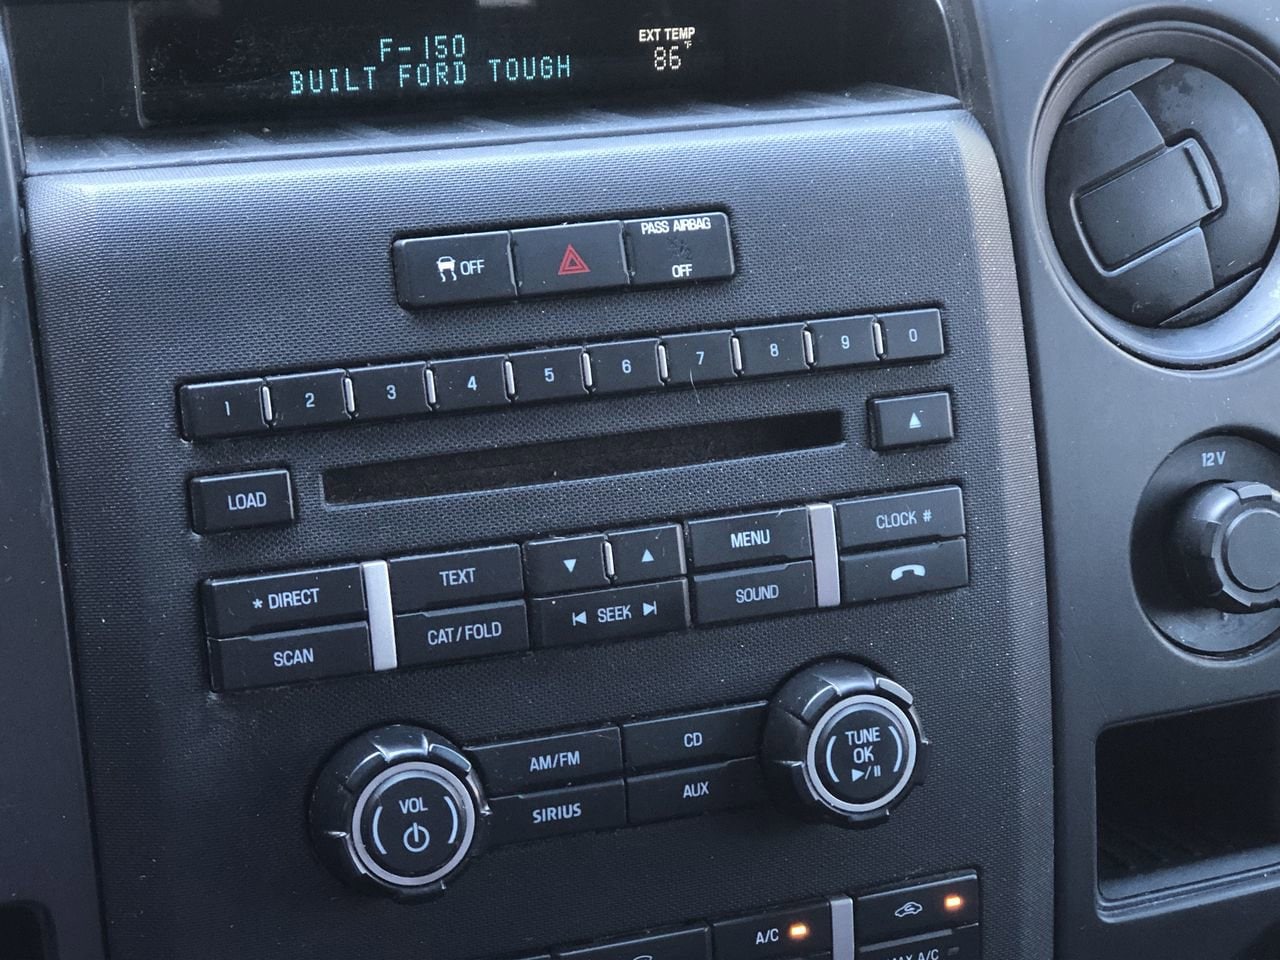 F-150
BUILT FORD TOUGH
EXT TEMP
86°F
OFF
PASS AIRBAG
OFF
1 2 3 4 5 6 7 8 9 0
LOAD
* DIRECT
TEXT
MENU
CLOCK #
SCAN
CAT/FOLD
SEEK
SOUND
VOL
AM/FM
CD
TUNE
OK
SIRIUS
AUX
12V
A/C
MAX A/C